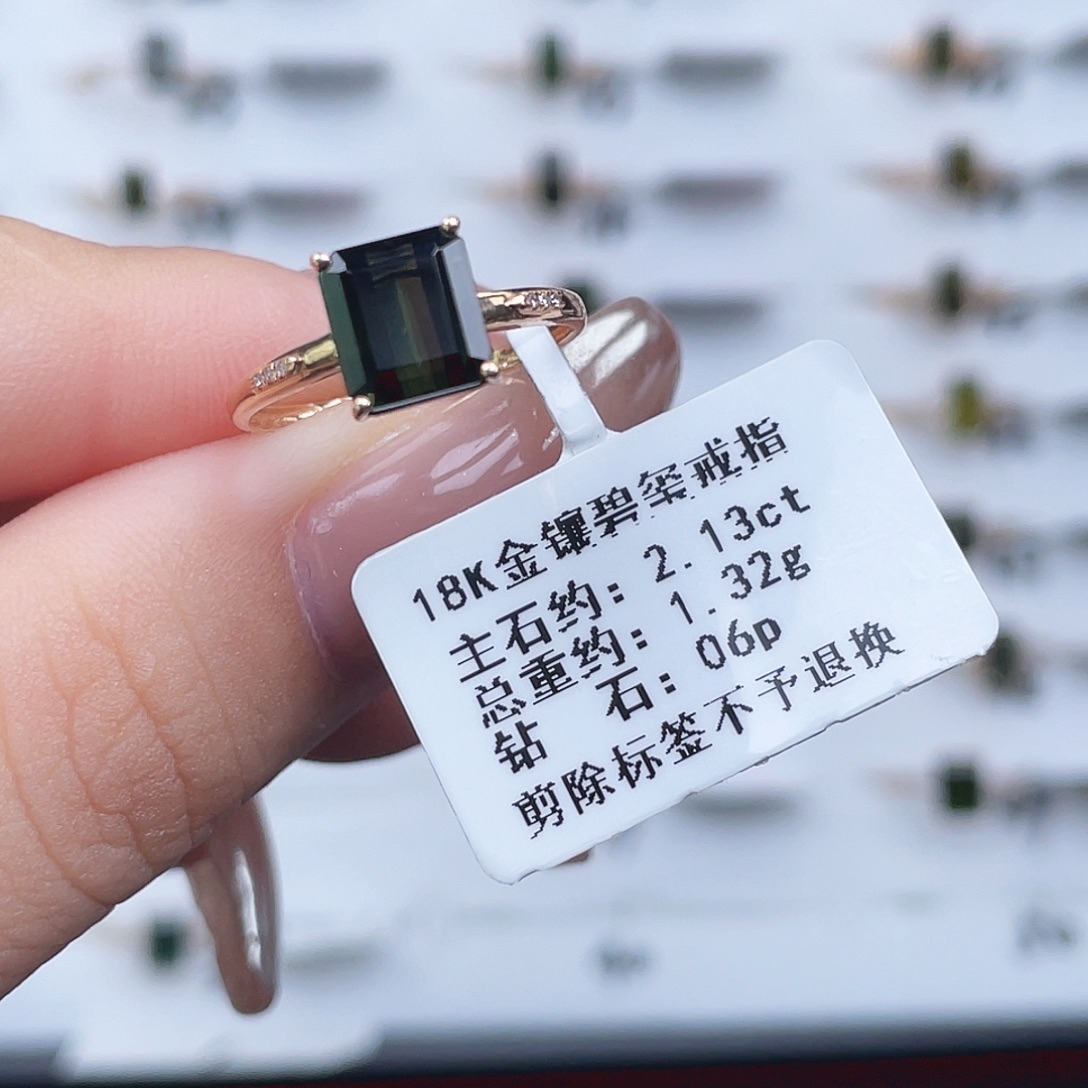 18K金镶碧玺戒指
主石约: 2.13ct
总重约: 1.32g
钻 石: 06p
剪除标签不予退换